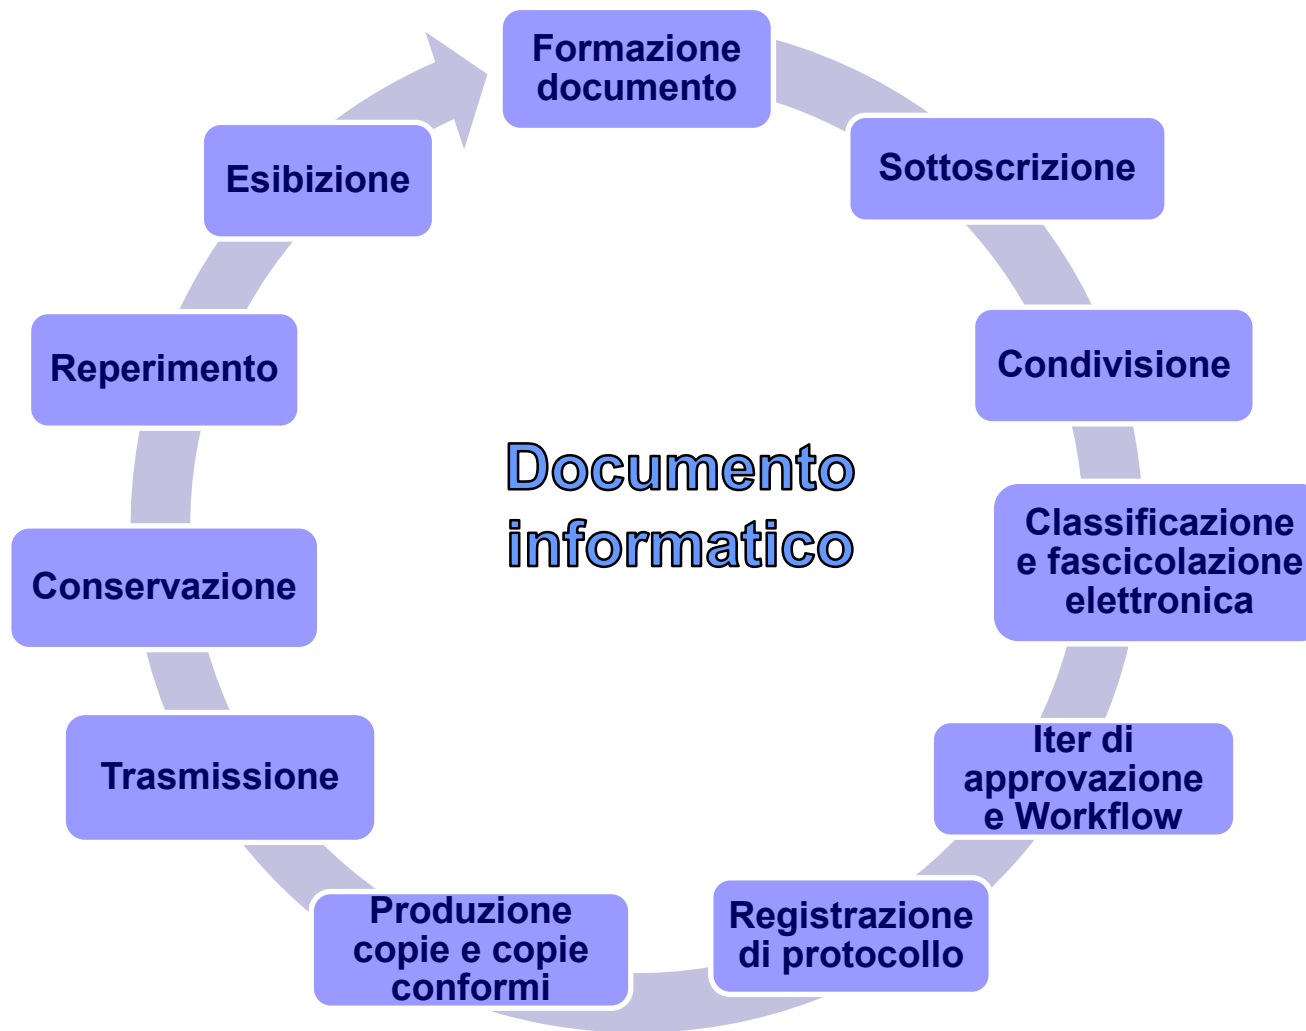 Formazione
documento
Sottoscrizione
Condivisione
Classificazione
e fascicolazione
elettronica
Iter di
approvazione
e Workflow
Registrazione
di protocollo
Produzione
copie e copie
conformi
Trasmissione
Conservazione
Reperimento
Esibizione
Documento
informatico